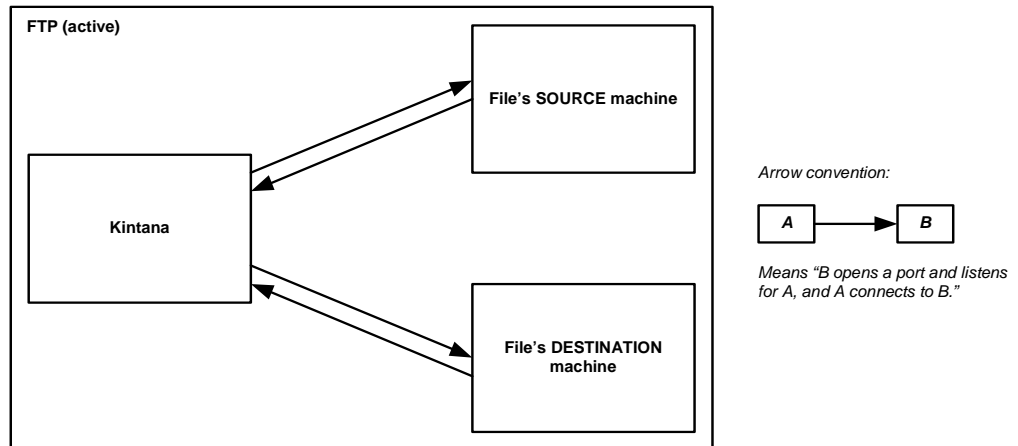 FTP (active)
File's SOURCE machine
Kintana
File's DESTINATION
machine
Arrow convention:
A
B
Means “B opens a port and listens
for A, and A connects to B.”